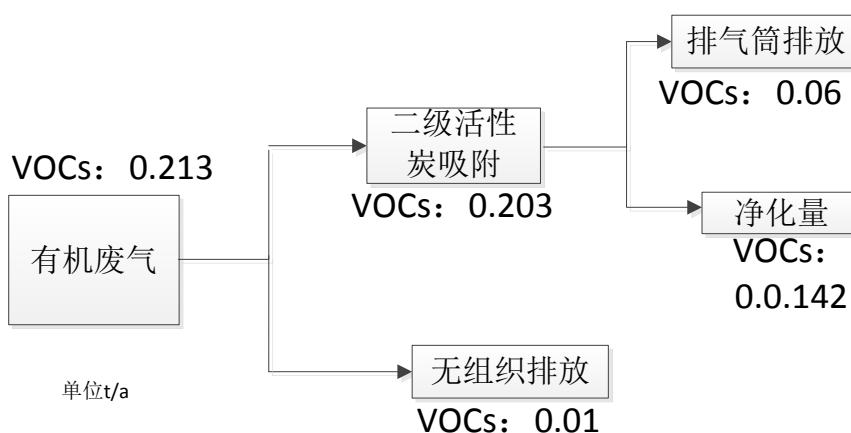 排气筒排放
VOCs：0.06
二级活性
炭吸附
VOCs：0.203
VOCs：0.213
有机废气
净化量
VOCs：
0.0.142
无组织排放
VOCs：0.01
单位t/a